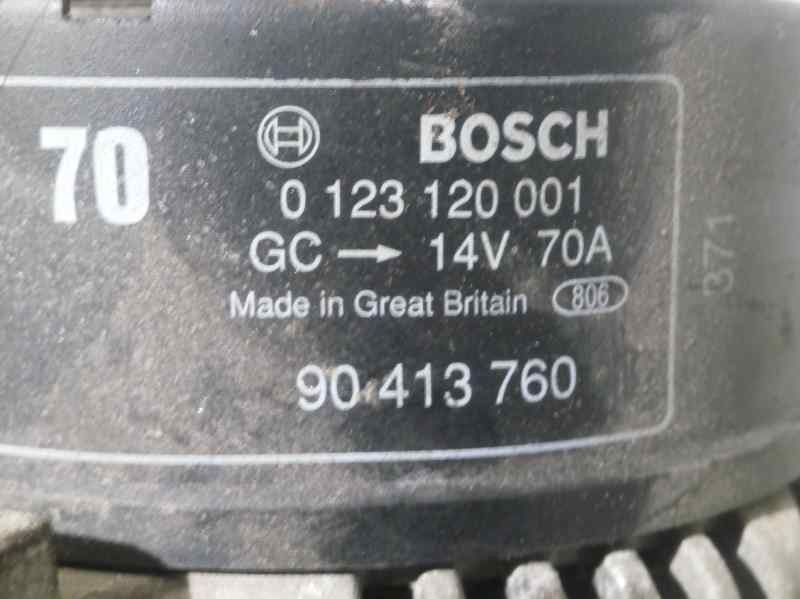 70 BOSCH
0 123 120 001
GC → 14V 70A
Made in Great Britain 806
90 413 760
371